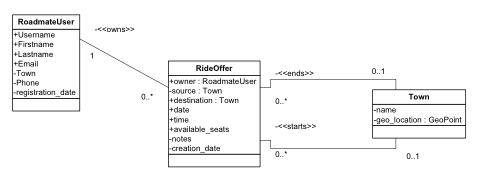 RoadmateUser
+Username
+Firstname
+Lastname
+Email
-Town
-Phone
-registration_date
-<<owns>>
1
0..*
RideOffer
+owner : RoadmateUser
-source : Town
+destination : Town
+date
+time
+available_seats
-notes
-creation_date
-<<ends>>
0..1
0..*
-<<starts>>
0..*
0..1
Town
-name
-geo_location : GeoPoint